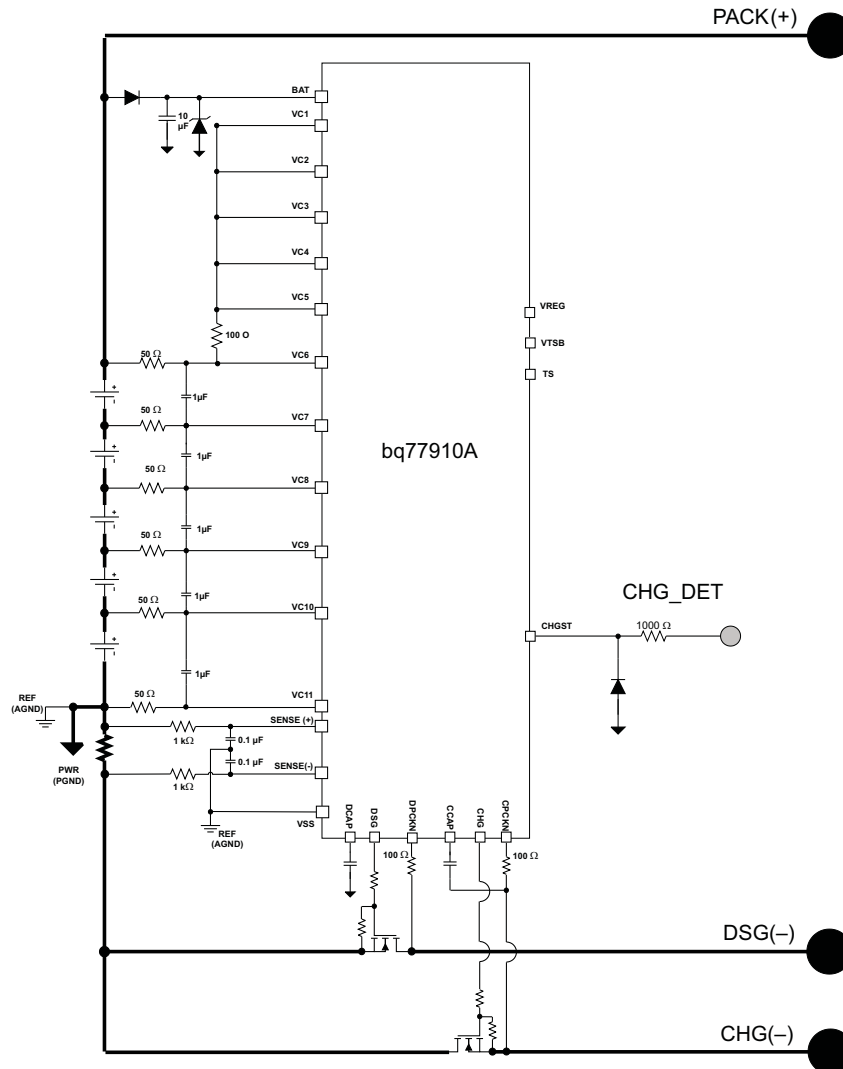 PACK(+)
BAT
10
µF
VC1
VC2
VC3
VC4
VC5
100 O
VREG
VTSB
TS
50 Ω
VC6
+
1µF
50 Ω
VC7
bq77910A
+
1µF
50 Ω
VC8
+
1µF
50 Ω
VC9
+
1µF
CHG_DET
50 Ω
VC10
CHGST
1000 Ω
+
1µF
REF
(AGND)
50 Ω
VC11
SENSE (+)
1 kΩ
0.1 µF
PWR
(PGND)
0.1 µF
SENSE(-)
1 kΩ
VSS
REF
(AGND)
DCAP
DSG
DPCKN
CCAP
CHG
CPCKN
100 Ω
100 Ω
DSG(–)
CHG(–)